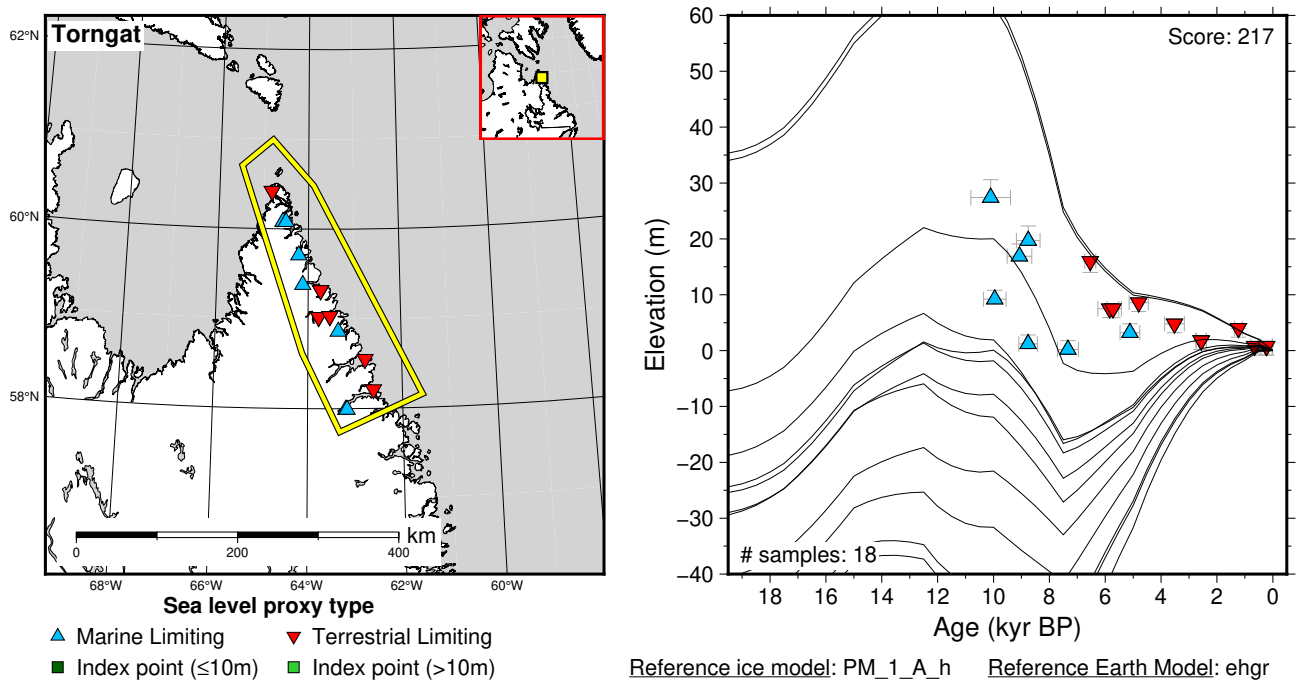 Torngat
62°N
60°N
58°N
km
0
200
400
68°W
66°W
64°W
62°W
60°W
Sea level proxy type
Marine Limiting
Terrestrial Limiting
Index point (≤10m)
Index point (>10m)
Score: 217
Elevation (m)
60
50
40
30
20
10
0
−10
−20
−30
−40
# samples: 18
18
16
14
12
10
8
6
4
2
0
Age (kyr BP)
Reference ice model: PM_1_A_h
Reference Earth Model: ehgr